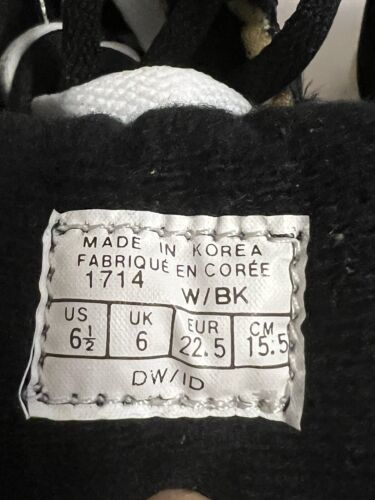 MADE IN KOREA
FABRIQUÉ EN CORÉE
1714 W/BK
US UK EUR CM
6½ 6 22.5 15.5
DW/ID